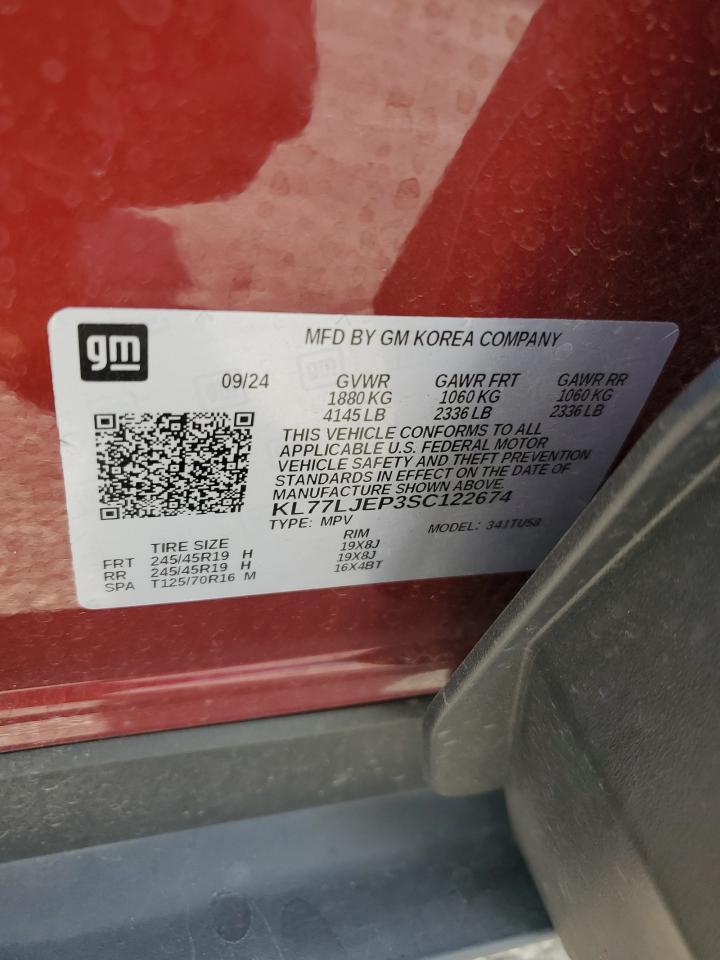 gm
MFD BY GM KOREA COMPANY
09/24 GVWR GAWR FRT GAWR RR
1880 KG 1060 KG 1060 KG
4145 LB 2336 LB 2336 LB
THIS VEHICLE CONFORMS TO ALL
APPLICABLE U.S. FEDERAL MOTOR
VEHICLE SAFETY AND THEFT PREVENTION
STANDARDS IN EFFECT ON THE DATE OF
MANUFACTURE SHOWN ABOVE.
KL77LJEP3SC122674
TYPE: MPV MODEL: 341TU58
TIRE SIZE RIM
FRT 245/45R19 H 19X8J
RR 245/45R19 H 19X8J
SPA T125/70R16 M 16X4BT